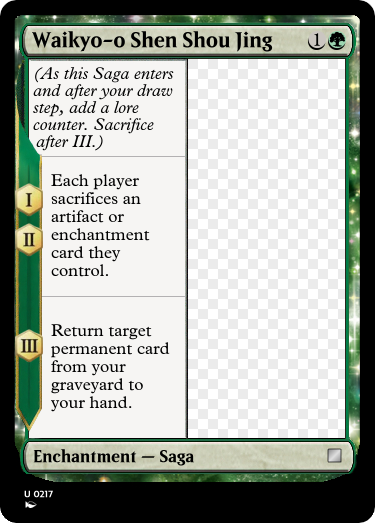 Waikyo-o Shen Shou Jing 1
(As this Saga enters
and after your draw
step, add a lore
counter. Sacrifice
after III.)
I
II
Each player
sacrifices an
artifact or
enchantment
card they
control.
III
Return target
permanent card
from your
graveyard to
your hand.
Enchantment — Saga
U 0217